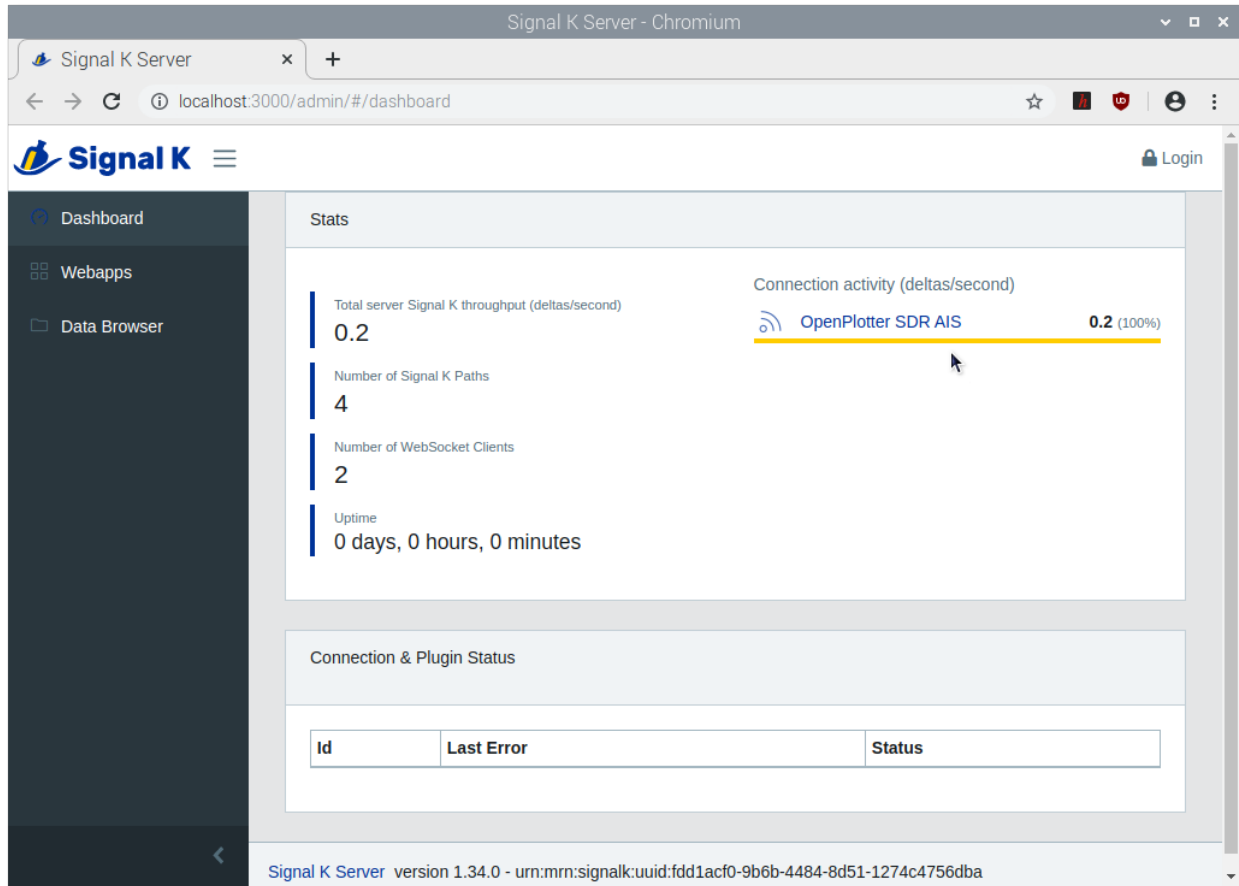 Signal K Server - Chromium
Signal K Server
localhost:3000/admin/#/dashboard
Signal K
Login
Dashboard
Webapps
Data Browser
Stats
Total server Signal K throughput (deltas/second)
0.2
Number of Signal K Paths
4
Number of WebSocket Clients
2
Uptime
0 days, 0 hours, 0 minutes
Connection activity (deltas/second)
OpenPlotter SDR AIS 0.2 (100%)
Connection & Plugin Status
Id Last Error Status
Signal K Server version 1.34.0 - urn:mrn:signalk:uuid:fdd1acf0-9b6b-4484-8d51-1274c4756dba